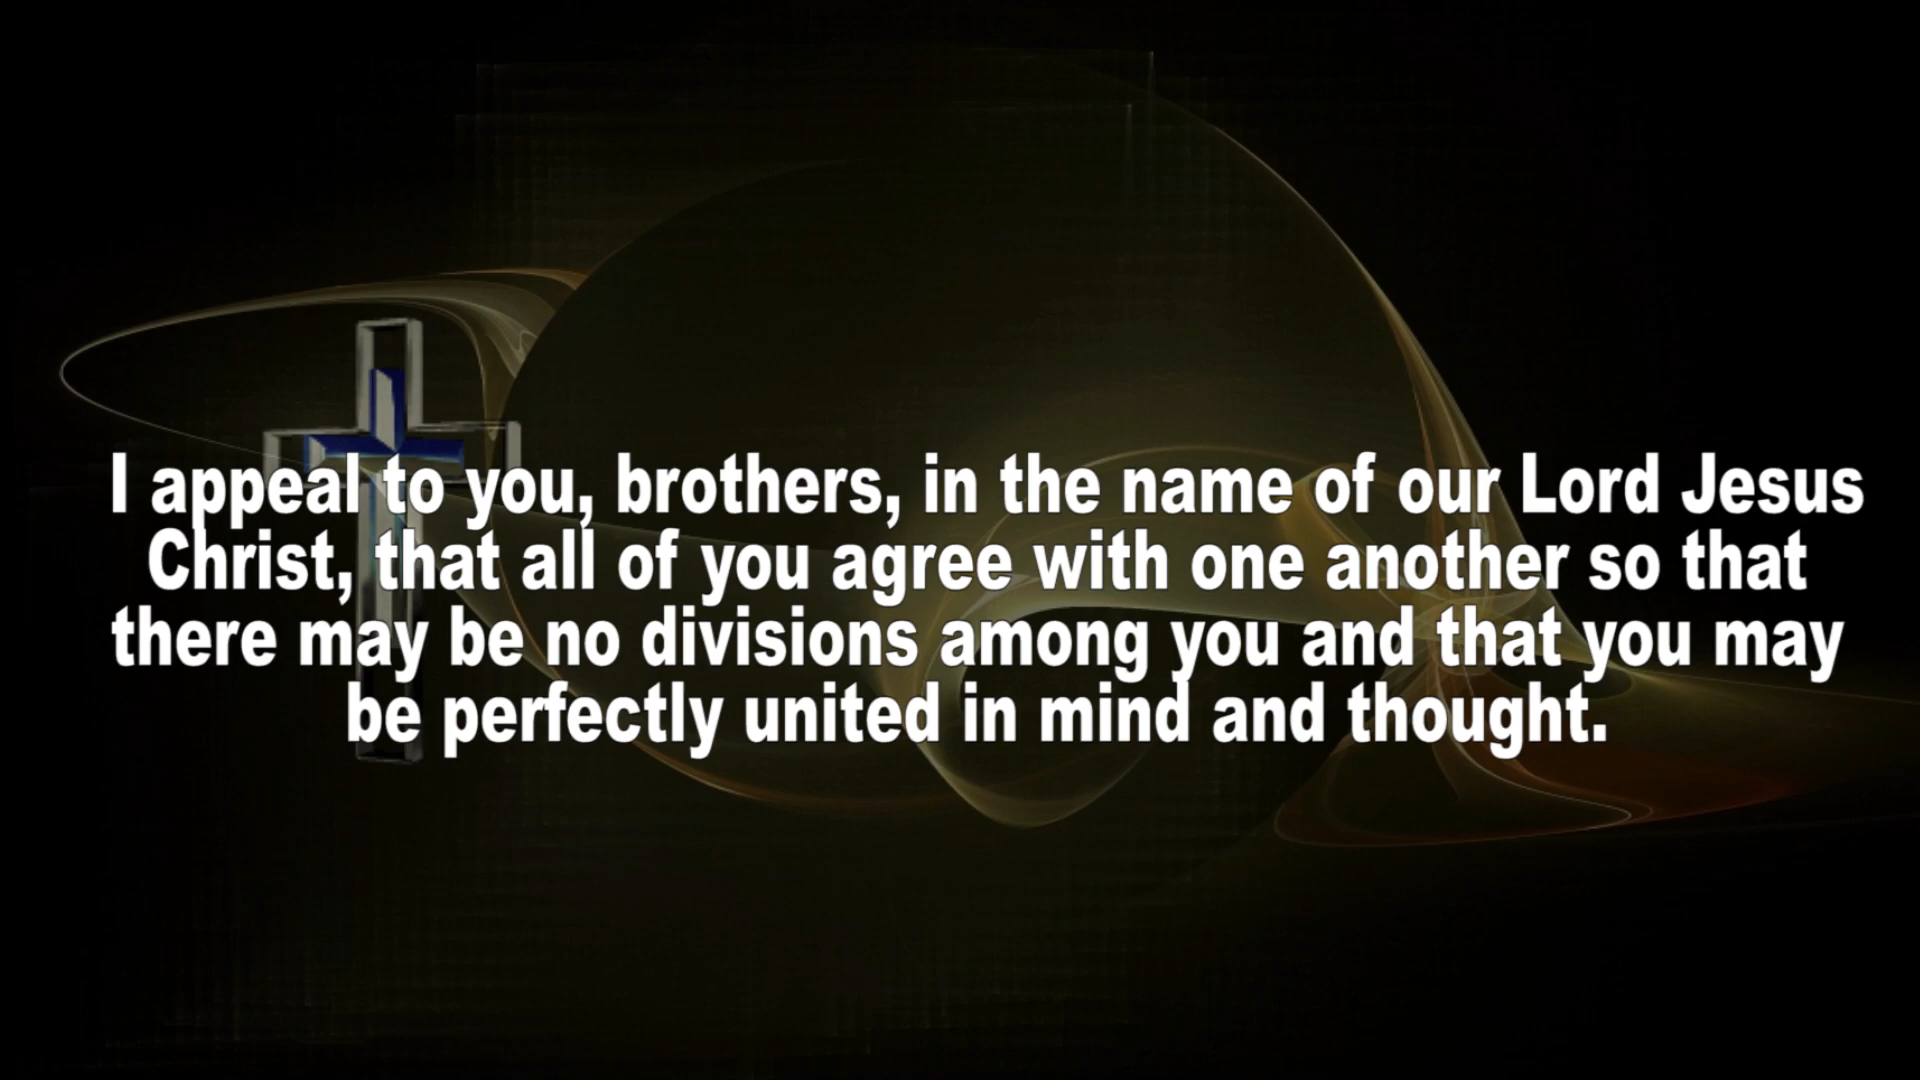 I appeal to you, brothers, in the name of our Lord Jesus
Christ, that all of you agree with one another so that
there may be no divisions among you and that you may
be perfectly united in mind and thought.